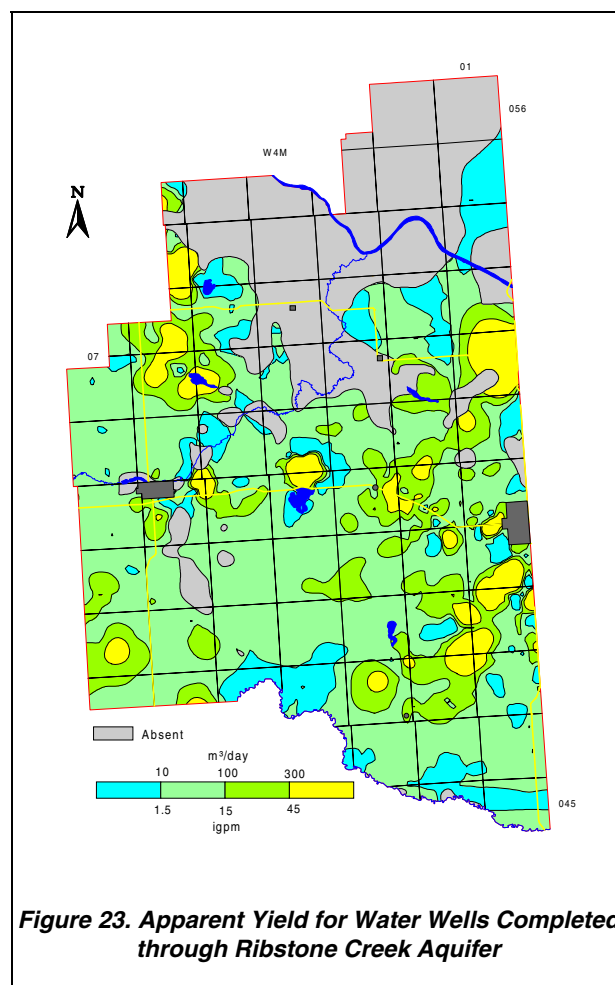 01
056
W4M
N
07
Absent
m³/day
10 100 300
1.5 15 45
igpm
045
Figure 23. Apparent Yield for Water Wells Completed
through Ribstone Creek Aquifer